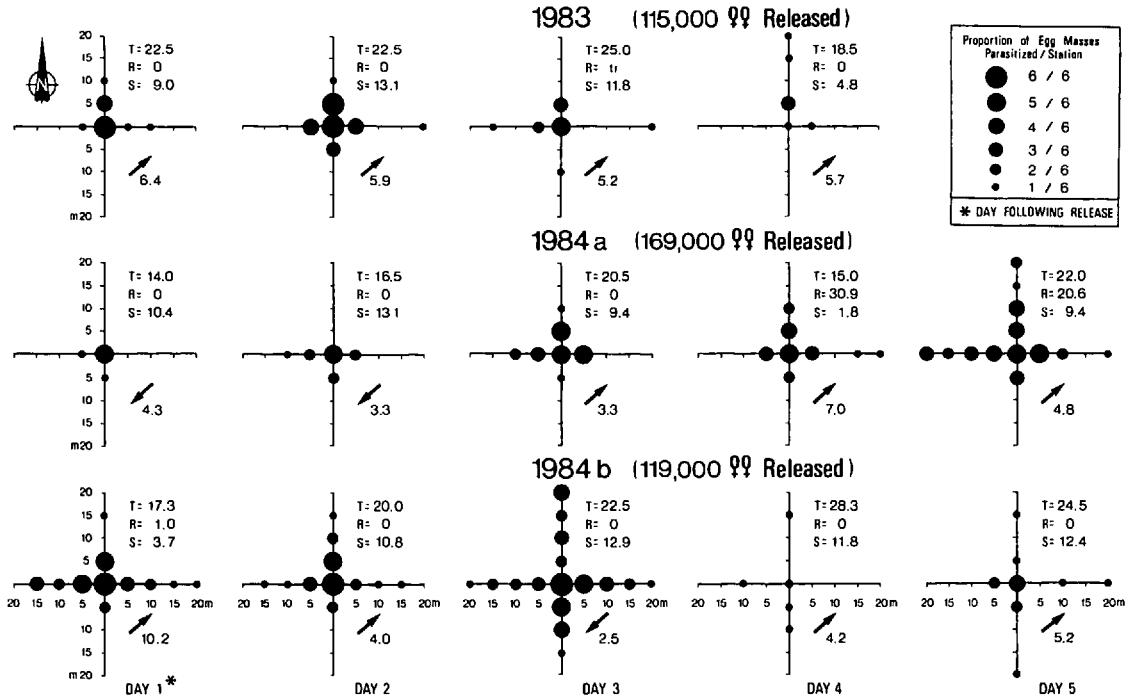 1983 (115,000 ♀♀ Released)
N
T=22.5
R= 0
S= 9.0
20
15
10
5
5
10
15
m20
6.4
T=22.5
R= 0
S=13.1
5.9
T=25.0
R= tr
S=11.8
5.2
T=18.5
R= 0
S= 4.8
5.7
Proportion of Egg Masses
Parasitized / Station
6 / 6
5 / 6
4 / 6
3 / 6
2 / 6
1 / 6
* DAY FOLLOWING RELEASE
1984a (169,000 ♀♀ Released)
20
15
10
5
5
10
15
m20
T=14.0
R= 0
S=10.4
4.3
T=16.5
R= 0
S=13.1
3.3
T=20.5
R= 0
S= 9.4
3.3
T=15.0
R=30.9
S= 1.8
7.0
T=22.0
R=20.6
S= 9.4
4.8
1984b (119,000 ♀♀ Released)
20
15
10
5
5
10
15
m20
T=17.3
R= 1.0
S= 3.7
20 15 10 5 5 10 15 20m
10.2
T=20.0
R= 0
S=10.8
20 15 10 5 5 10 15 20m
4.0
T=22.5
R= 0
S=12.9
20 15 10 5 5 10 15 20m
2.5
T=28.3
R= 0
S=11.8
20 15 10 5 5 10 15 20m
4.2
T=24.5
R= 0
S=12.4
20 15 10 5 5 10 15 20m
5.2
DAY 1* DAY 2 DAY 3 DAY 4 DAY 5